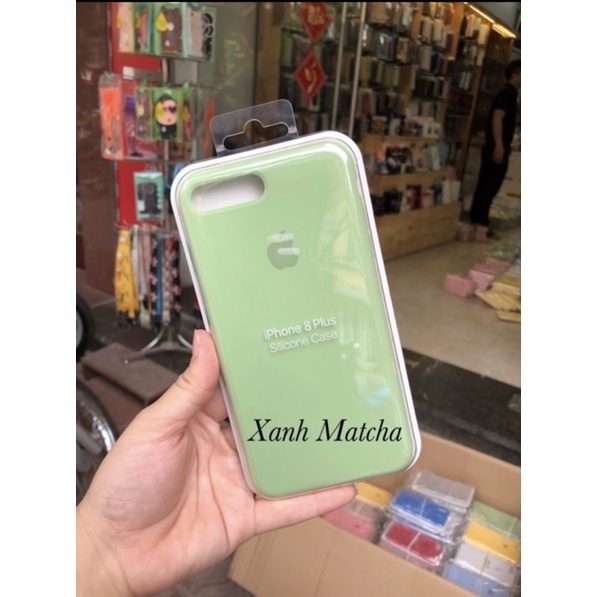 iPhone 8 Plus
Silicone Case
Xanh Matcha